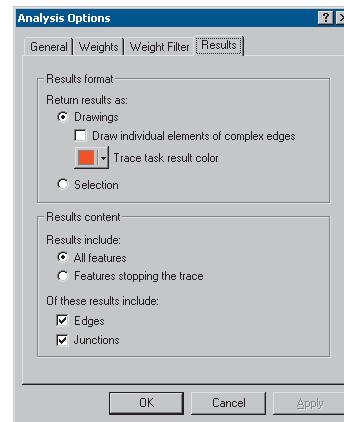 Analysis Options
General Weights Weight Filter Results
Results format
Return results as:
Drawings
Draw individual elements of complex edges
Trace task result color
Selection
Results content
Results include:
All features
Features stopping the trace
Of these results include:
Edges
Junctions
OK Cancel Apply